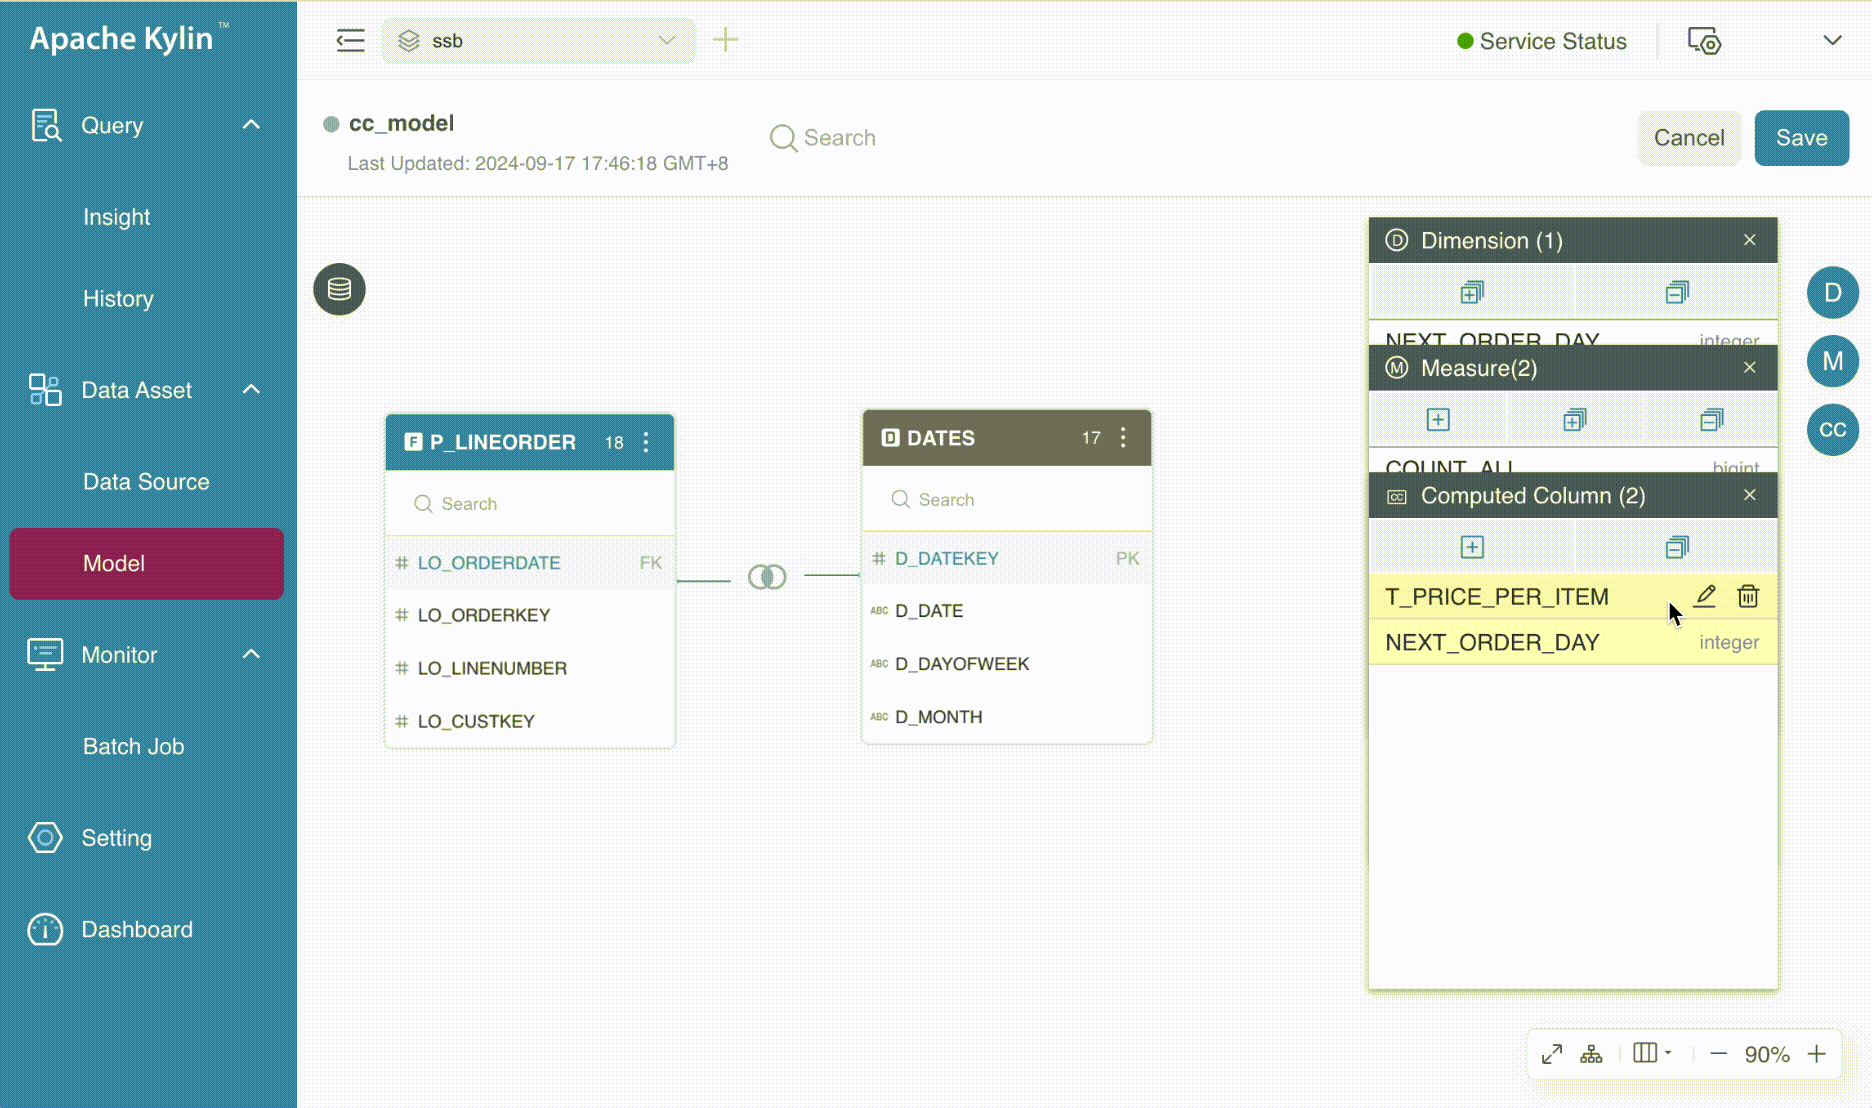 Apache Kylin™
Query
Insight
History
Data Asset
Data Source
Model
Monitor
Batch Job
Setting
Dashboard
ssb
Service Status
cc_model
Last Updated: 2024-09-17 17:46:18 GMT+8
Search
Cancel
Save
F P_LINEORDER 18
Search
# LO_ORDERDATE FK
# LO_ORDERKEY
# LO_LINENUMBER
# LO_CUSTKEY
D DATES 17
Search
# D_DATEKEY PK
ABC D_DATE
ABC D_DAYOFWEEK
ABC D_MONTH
D Dimension (1)
NEXT_ORDER_DAY integer
M Measure(2)
COUNT_ALL bigint
CC Computed Column (2)
T_PRICE_PER_ITEM
NEXT_ORDER_DAY integer
D
M
CC
90%